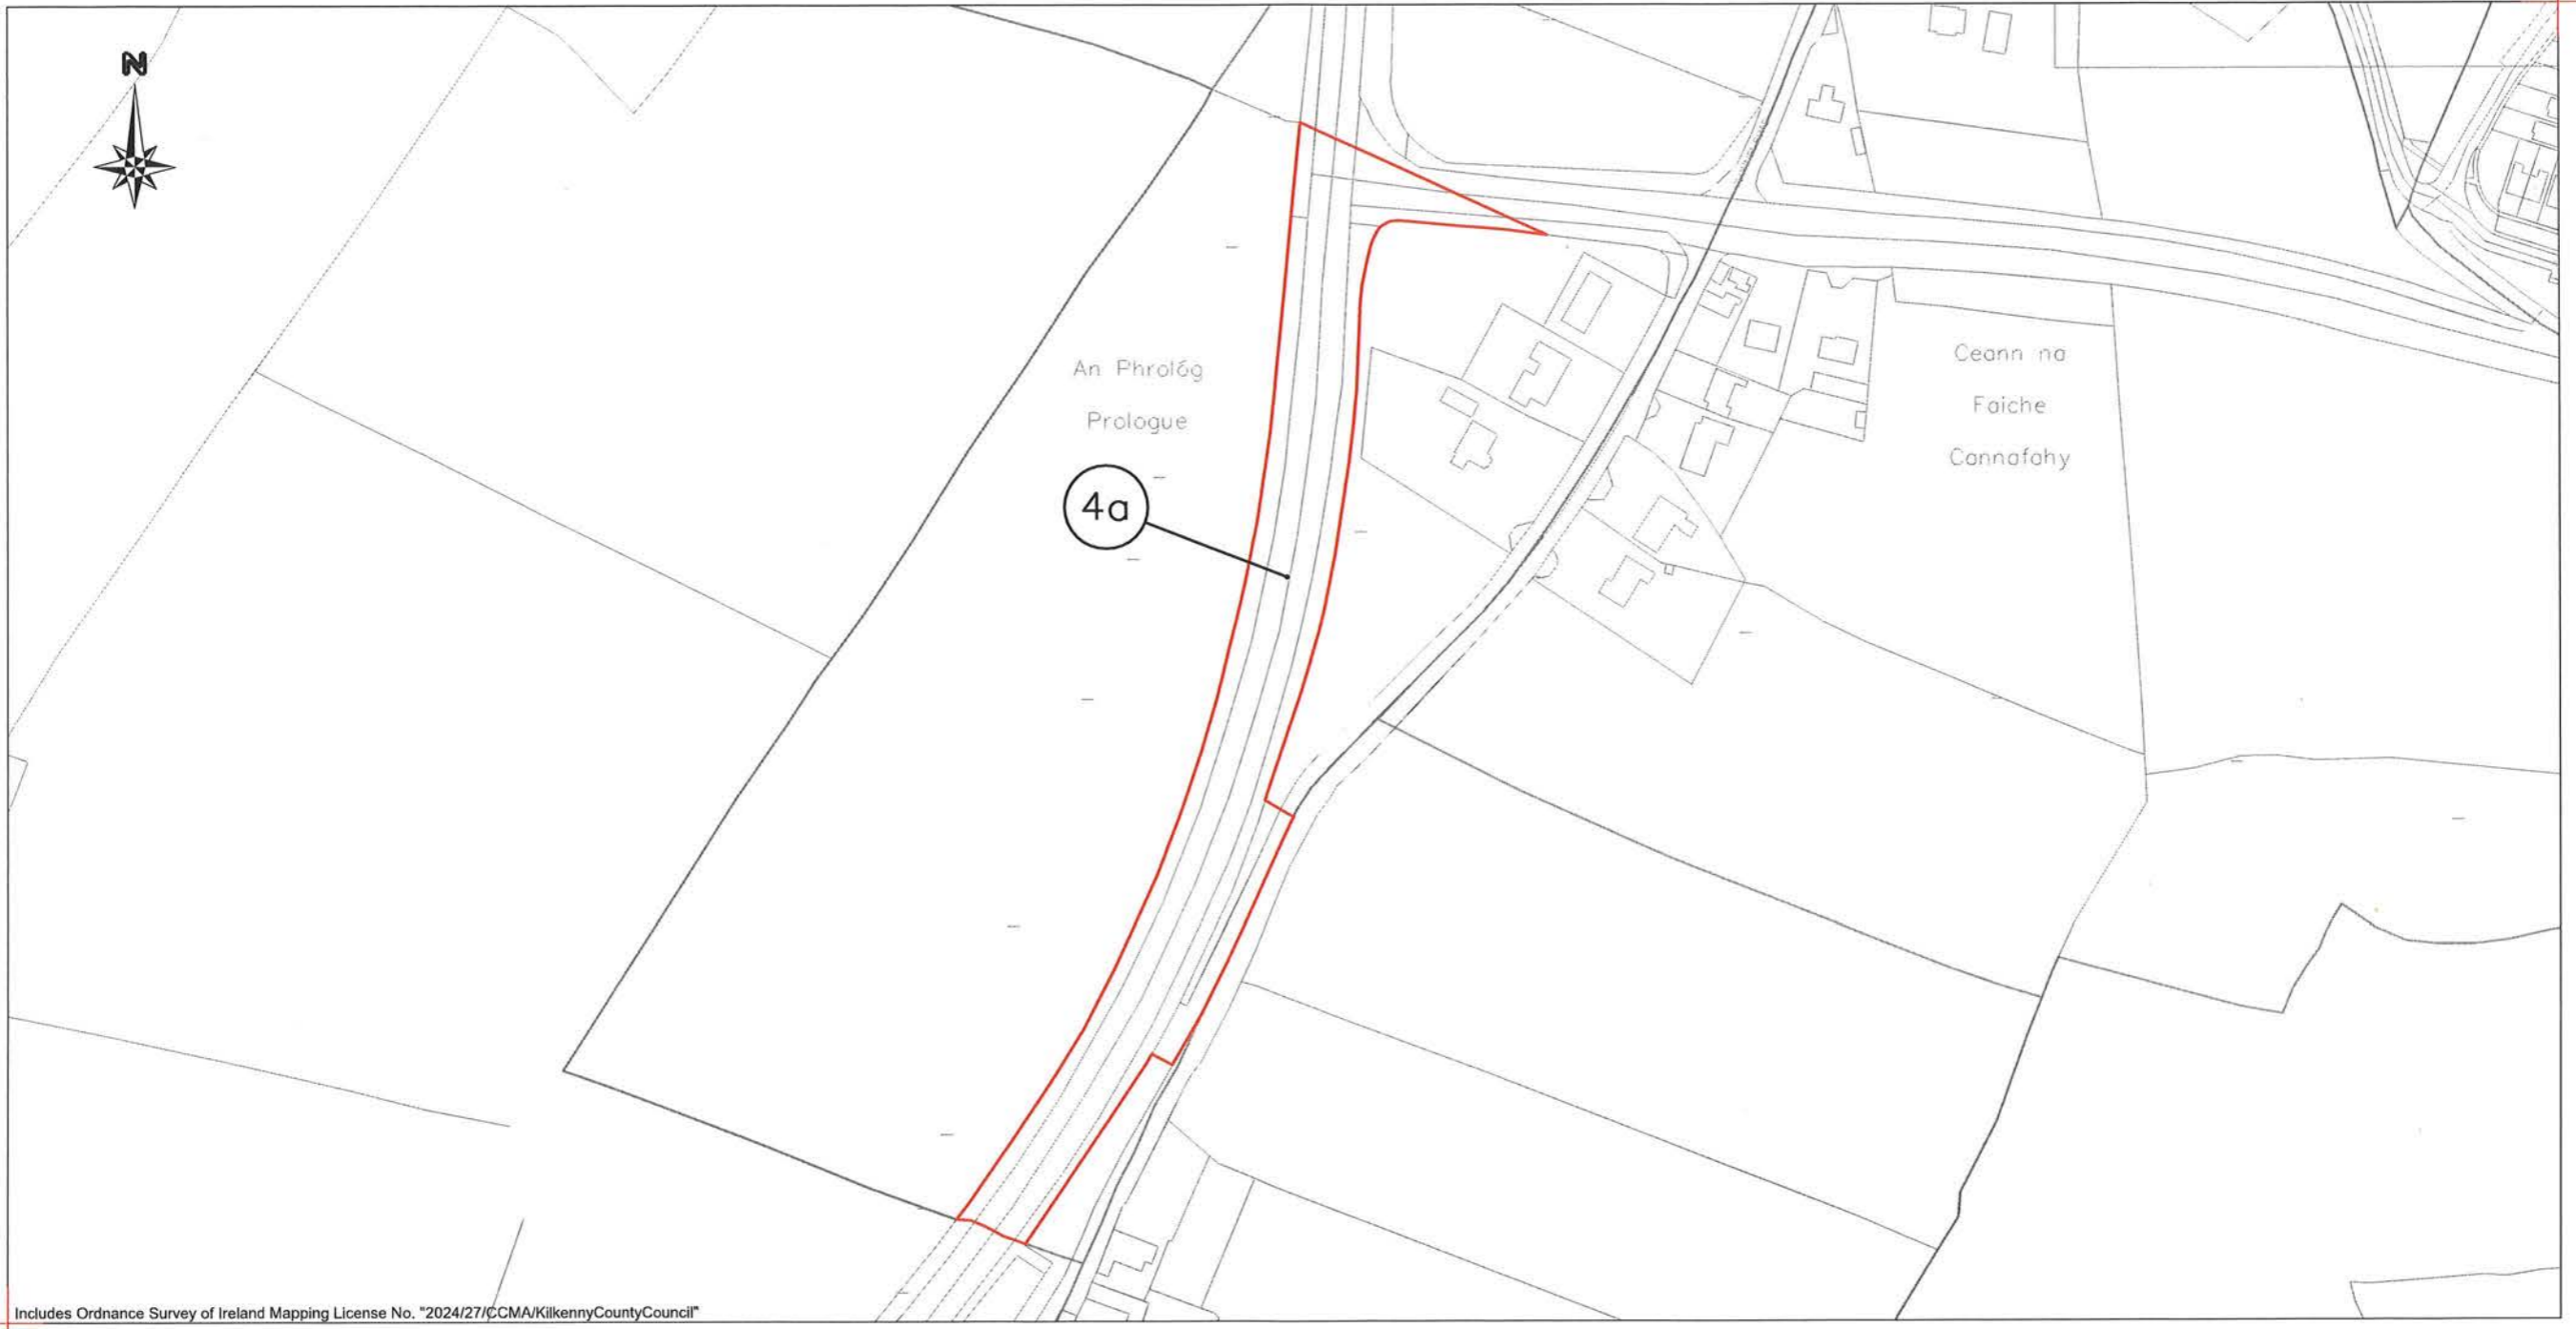 N
An Phrológ
Prologue
4a
Ceann na
Faiche
Cannafahy
Includes Ordnance Survey of Ireland Mapping License No. "2024/27/CCMA/KilkennyCountyCouncil"